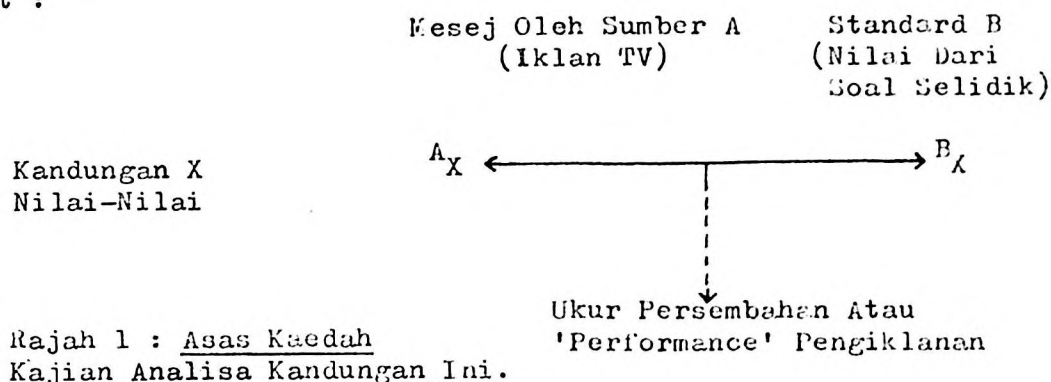 Mesej Oleh Sumber A
(Iklan TV)
Standard B
(Nilai Dari
Soal Selidik)
Kandungan X
Nilai-Nilai
A X
B X
Ukur Persembahan Atau
'Performance' Pengiklanan
Rajah 1 : Asas Kaedah
Kajian Analisa Kandungan Ini.